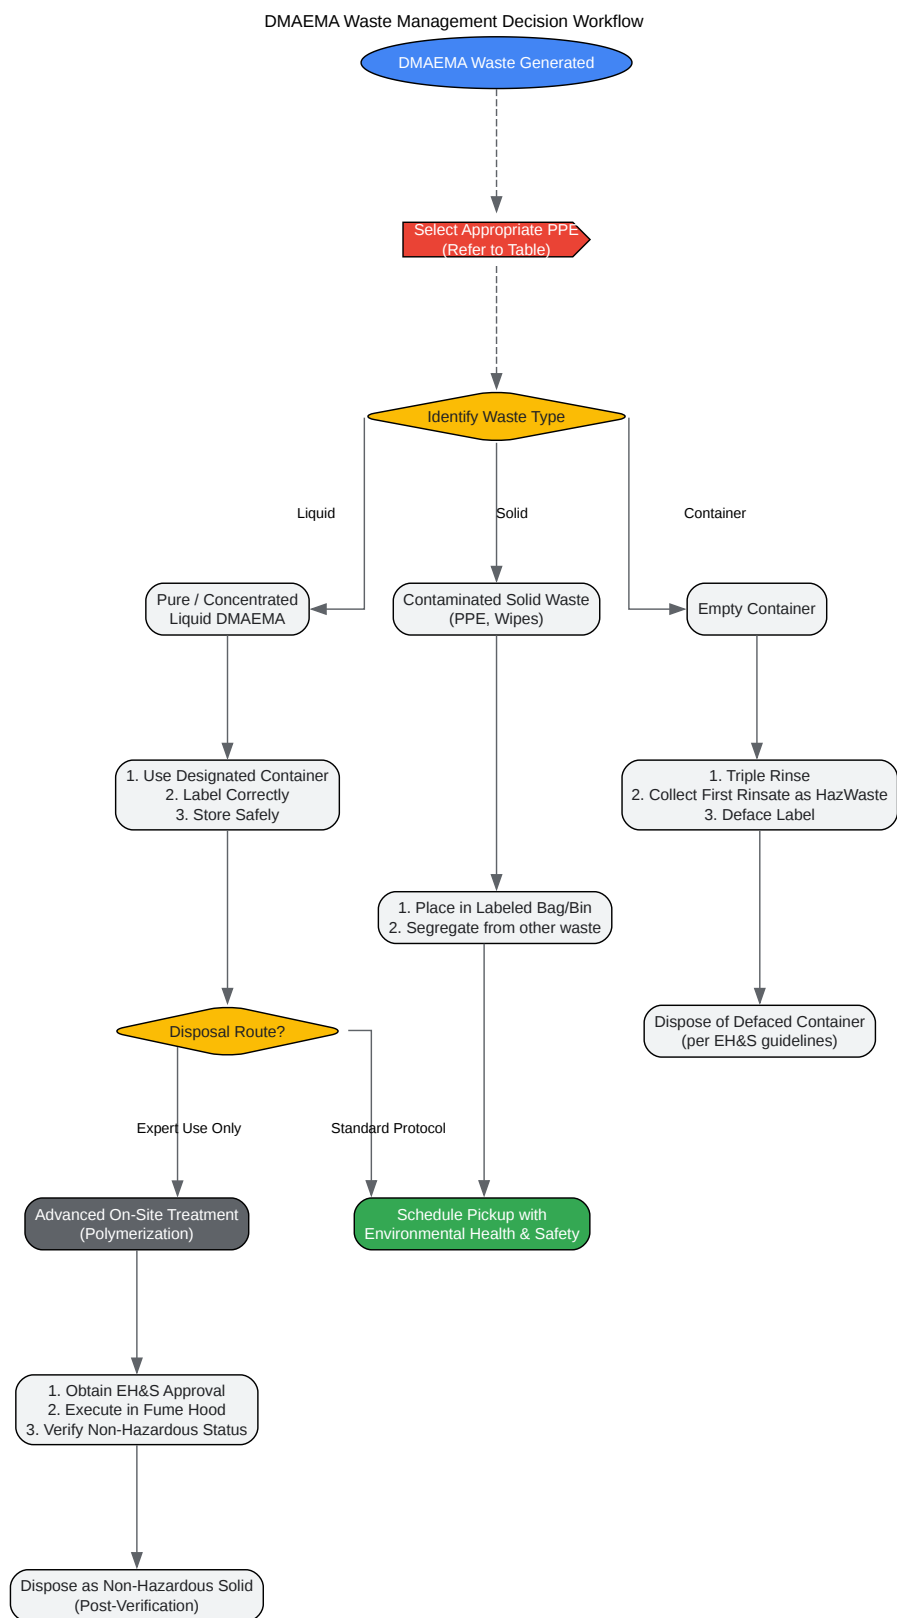 DMAEMA Waste Management Decision Workflow
DMAEMA Waste Generated
Select Appropriate PPE
(Refer to Table)
Identify Waste Type
Liquid
Solid
Container
Pure / Concentrated
Liquid DMAEMA
Contaminated Solid Waste
(PPE, Wipes)
Empty Container
1. Use Designated Container
2. Label Correctly
3. Store Safely
1. Triple Rinse
2. Collect First Rinsate as HazWaste
3. Deface Label
1. Place in Labeled Bag/Bin
2. Segregate from other waste
Disposal Route?
Dispose of Defaced Container
(per EH&S guidelines)
Expert Use Only
Standard Protocol
Advanced On-Site Treatment
(Polymerization)
Schedule Pickup with
Environmental Health & Safety
1. Obtain EH&S Approval
2. Execute in Fume Hood
3. Verify Non-Hazardous Status
Dispose as Non-Hazardous Solid
(Post-Verification)